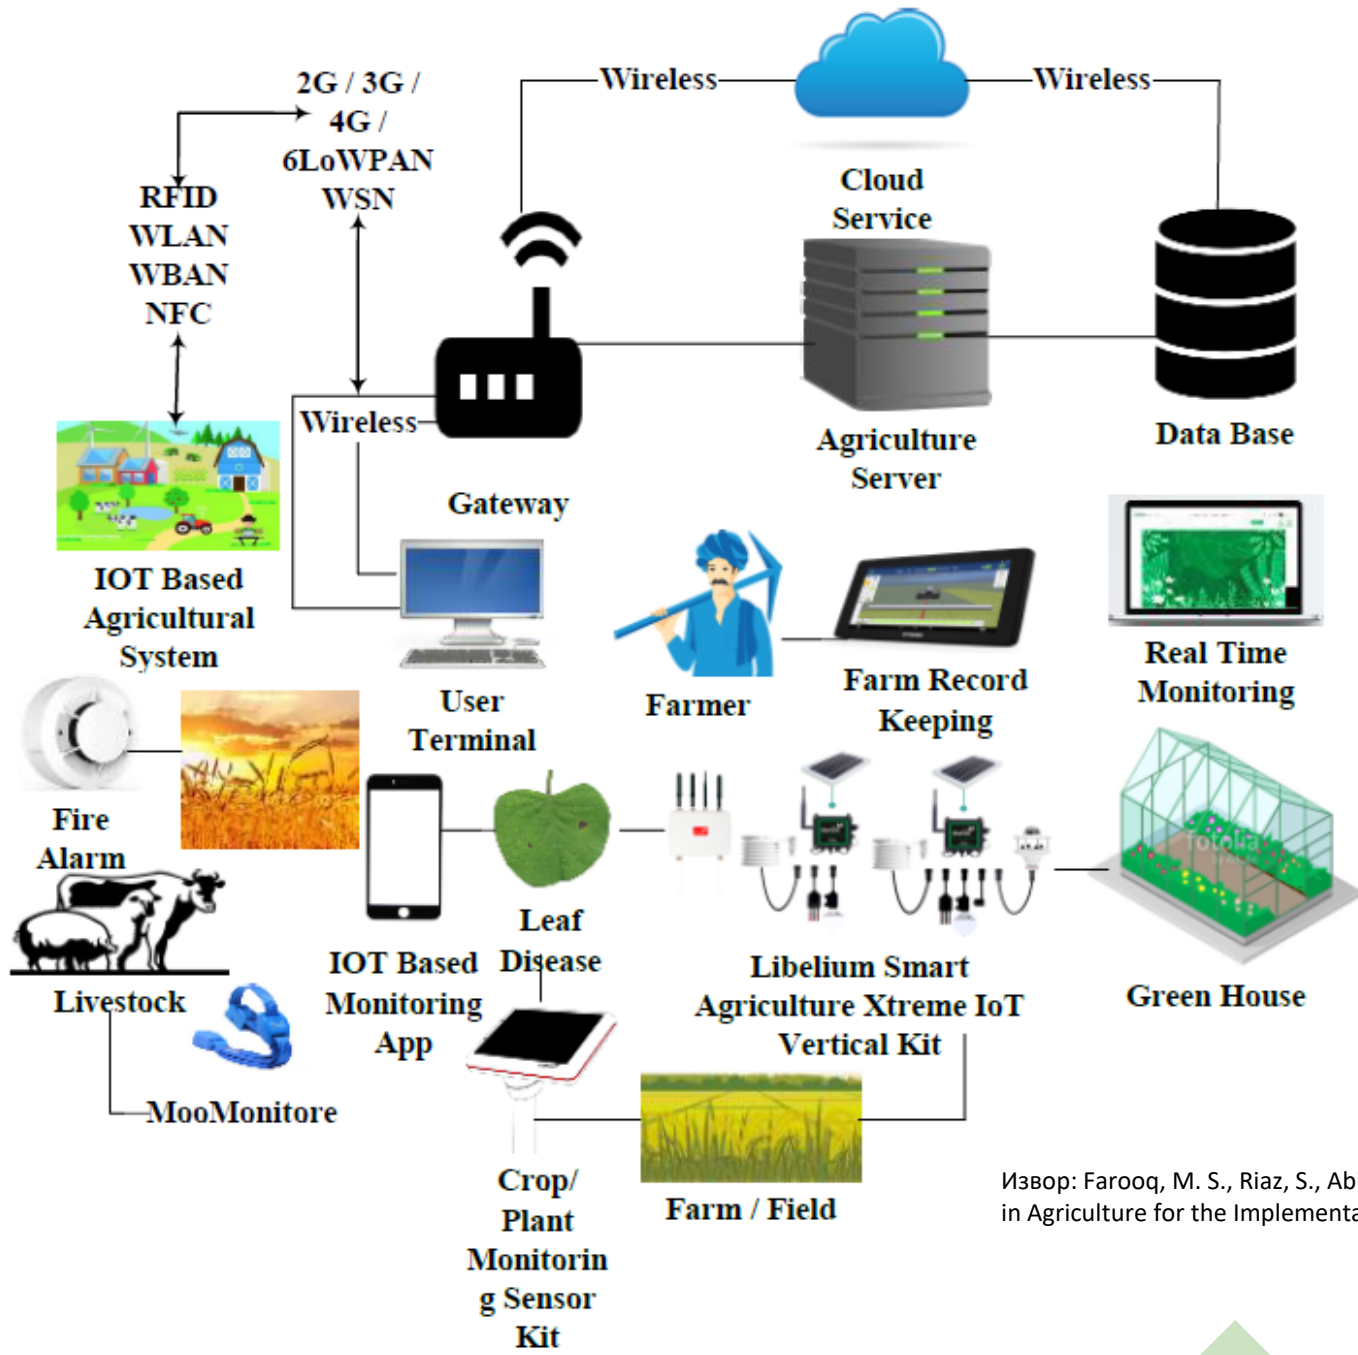 2G / 3G /
4G /
6LoWPAN
WSN
Wireless
Wireless
RFID
WLAN
WBAN
NFC
Cloud
Service
Wireless
Gateway
Agriculture
Server
Data Base
IOT Based
Agricultural
System
User
Terminal
Farmer
Farm Record
Keeping
Real Time
Monitoring
Fire
Alarm
Livestock
MooMonitore
IOT Based
Monitoring
App
Leaf
Disease
Libelium Smart
Agriculture Xtreme IoT
Vertical Kit
fotolia
Green House
Crop/
Plant
Monitorin
g Sensor
Kit
Farm / Field
Извор: Farooq, M. S., Riaz, S., Ab
in Agriculture for the Implementa